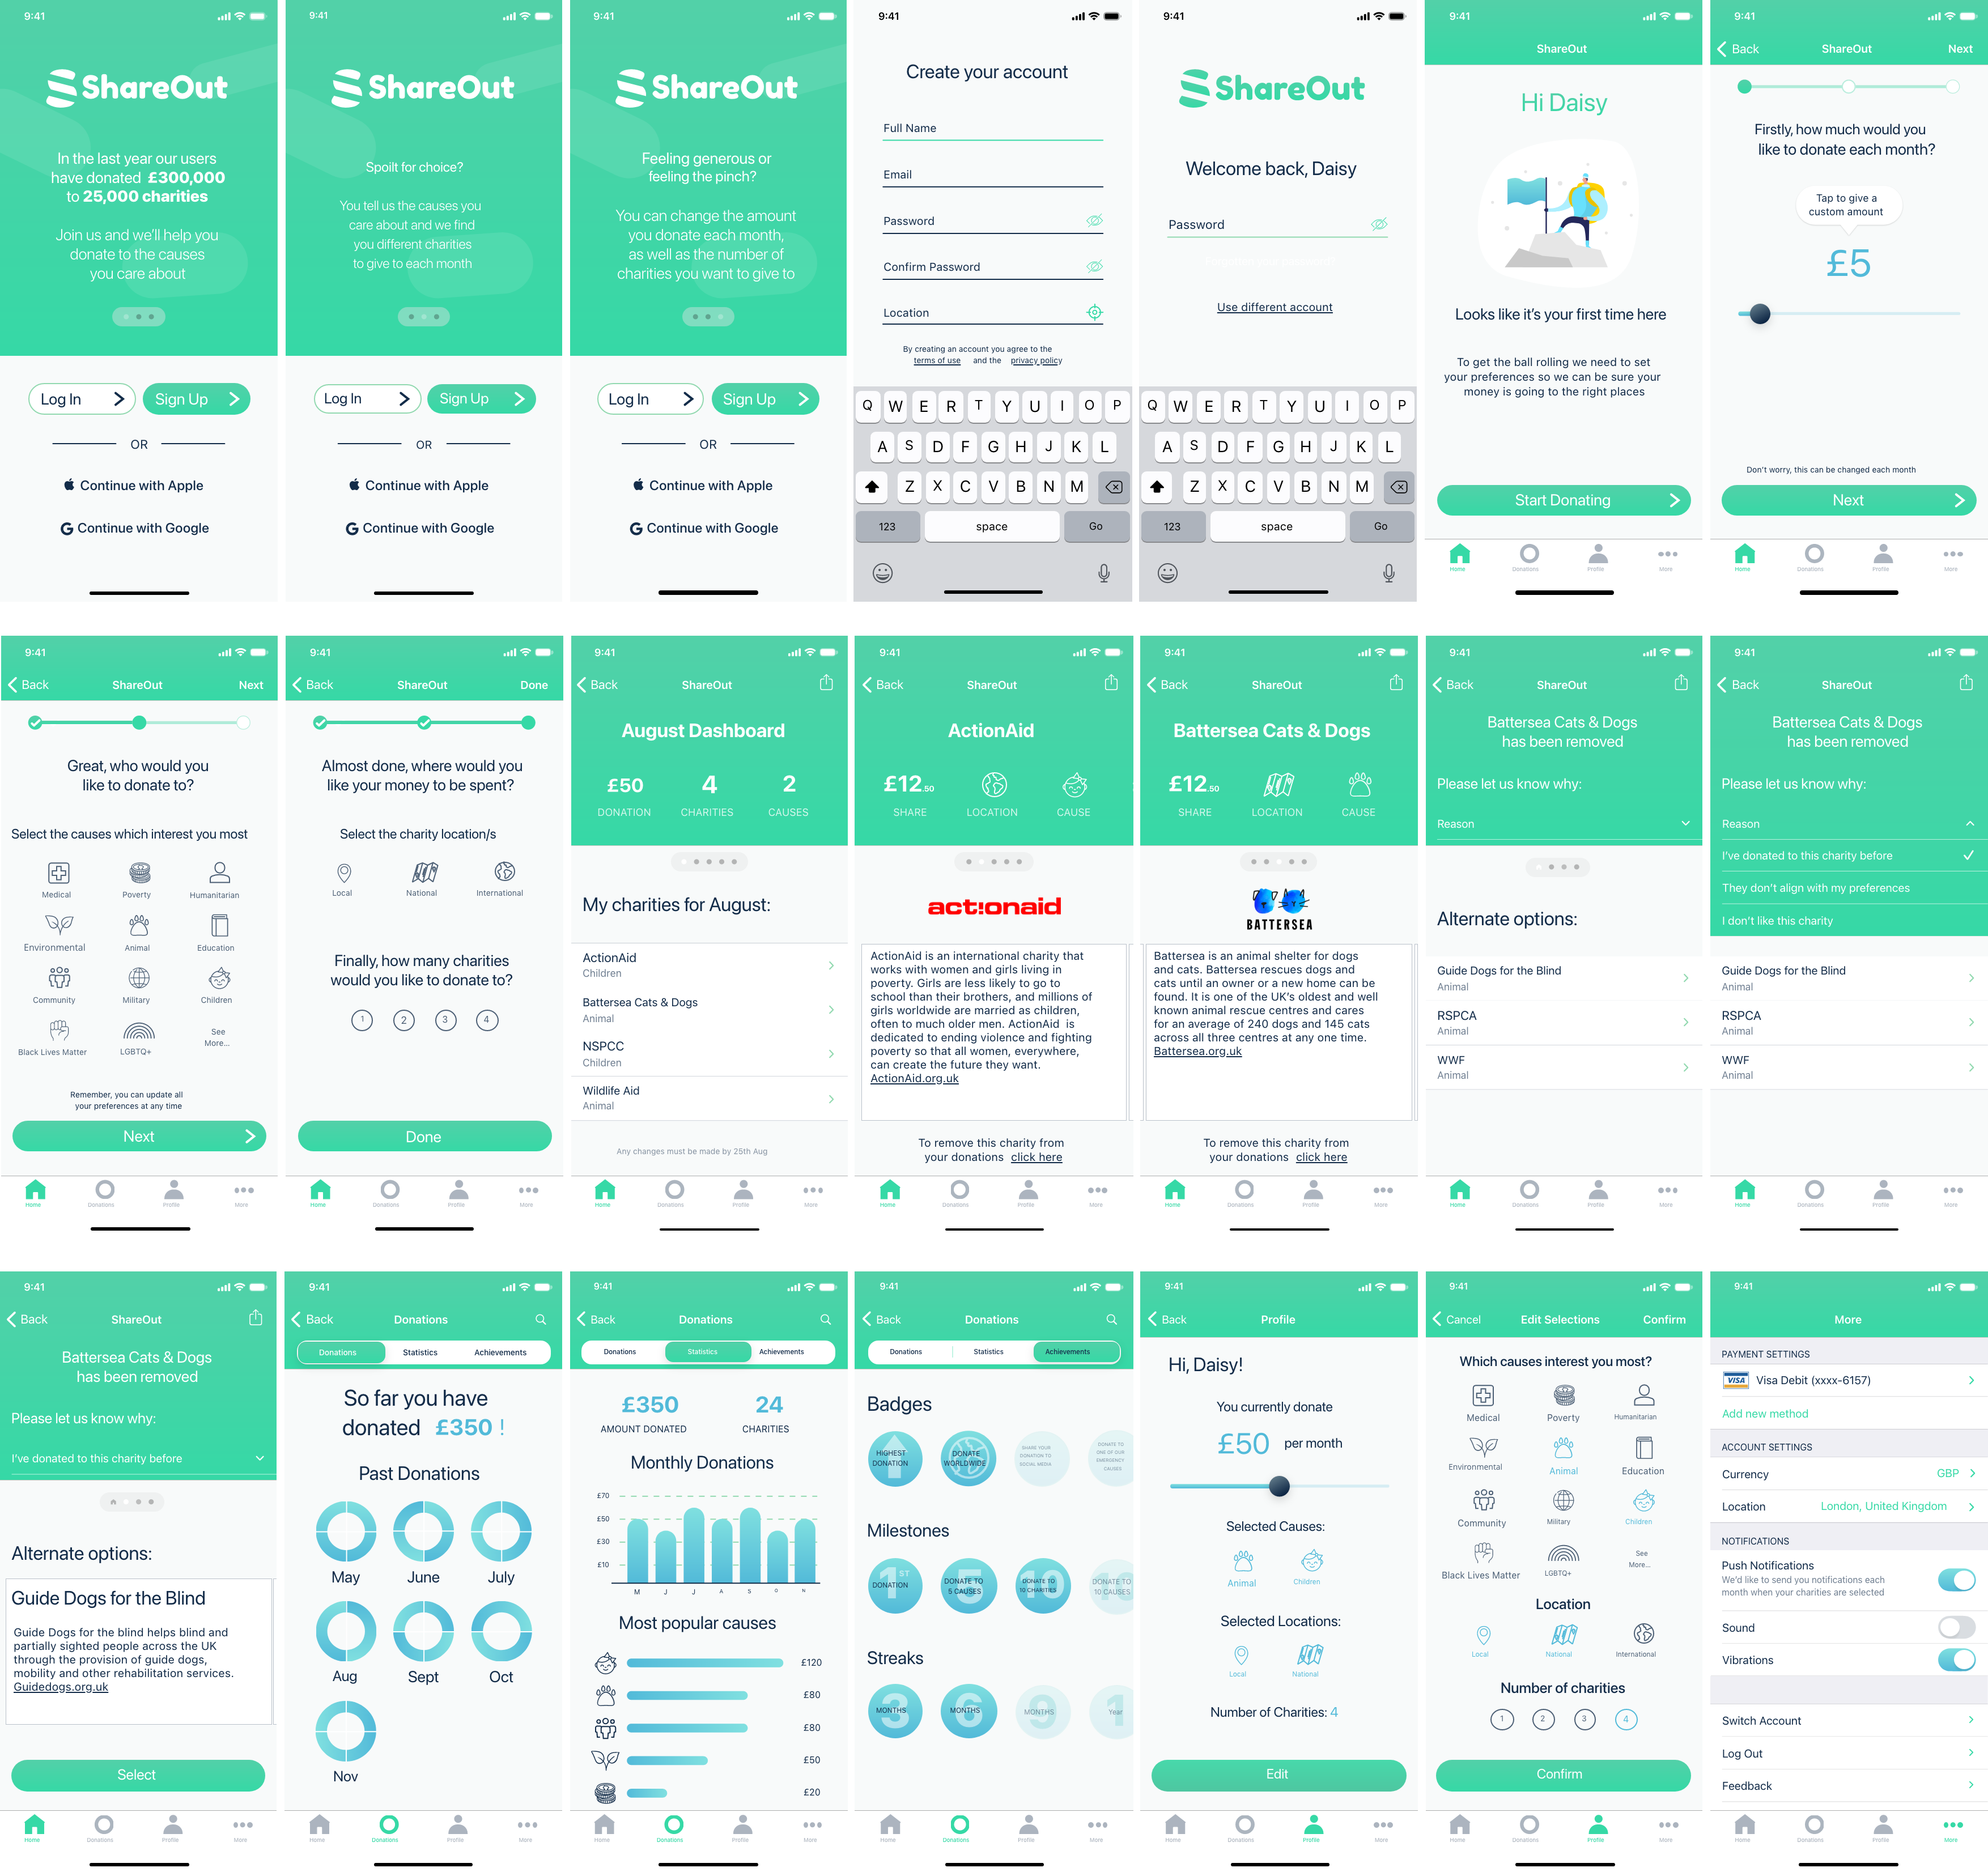 9:41
ShareOut
In the last year our users
have donated £300,000
to 25,000 charities
Join us and we'll help you
donate to the causes
you care about
Log In
Sign Up
OR
Continue with Apple
Continue with Google
9:41
ShareOut
Spoilt for choice?
You tell us the causes you
care about and we find
you different charities
to give to each month
Log In
Sign Up
OR
Continue with Apple
Continue with Google
9:41
ShareOut
Feeling generous or
feeling the pinch?
You can change the amount
you donate each month,
as well as the number of
charities you want to give to
Log In
Sign Up
OR
Continue with Apple
Continue with Google
9:41
Create your account
Full Name
Email
Password
Confirm Password
Location
By creating an account you agree to the
terms of use and the privacy policy
Q W E R T Y U I O P
A S D F G H J K L
Z X C V B N M
123 space Go
9:41
ShareOut
Welcome back, Daisy
Password
Use different account
Q W E R T Y U I O P
A S D F G H J K L
Z X C V B N M
123 space Go
9:41
ShareOut
Hi Daisy
Looks like it's your first time here
To get the ball rolling we need to set
your preferences so we can be sure your
money is going to the right places
Start Donating
Home Donations Profile More
9:41
Back ShareOut Next
Firstly, how much would you
like to donate each month?
Tap to give a
custom amount
£5
Don't worry, this can be changed each month
Next
Home Donations Profile More
9:41
Back ShareOut Next
Great, who would you
like to donate to?
Select the causes which interest you most
Medical Poverty Humanitarian
Environmental Animal Education
Community Military Children
Black Lives Matter LGBTQ+ See
More...
Remember, you can update all
your preferences at any time
Next
Home Donations Profile More
9:41
Back ShareOut Done
Almost done, where would you
like your money to be spent?
Select the charity location/s
Local National International
Finally, how many charities
would you like to donate to?
1 2 3 4
Done
Home Donations Profile More
9:41
Back ShareOut
August Dashboard
£50 4 2
DONATION CHARITIES CAUSES
My charities for August:
ActionAid
Children
Battersea Cats & Dogs
Animal
NSPCC
Children
Wildlife Aid
Animal
Any changes must be made by 25th Aug
Home Donations Profile More
9:41
Back ShareOut
ActionAid
£12.50
SHARE LOCATION CAUSE
act!onaid
ActionAid is an international charity that
works with women and girls living in
poverty. Girls are less likely to go to
school than their brothers, and millions of
girls worldwide are married as children,
often to much older men. ActionAid is
dedicated to ending violence and fighting
poverty so that all women, everywhere,
can create the future they want.
ActionAid.org.uk
To remove this charity from
your donations click here
Home Donations Profile More
9:41
Back ShareOut
Battersea Cats & Dogs
£12.50
SHARE LOCATION CAUSE
BATTERSEA
Battersea is an animal shelter for dogs
and cats. Battersea rescues dogs and
cats until an owner or a new home can be
found. It is one of the UK's oldest and well
known animal rescue centres and cares
for an average of 240 dogs and 145 cats
across all three centres at any one time.
Battersea.org.uk
To remove this charity from
your donations click here
Home Donations Profile More
9:41
Back ShareOut
Battersea Cats & Dogs
has been removed
Please let us know why:
Reason
Alternate options:
Guide Dogs for the Blind
Animal
RSPCA
Animal
WWF
Animal
Home Donations Profile More
9:41
Back ShareOut
Battersea Cats & Dogs
has been removed
Please let us know why:
Reason
I've donated to this charity before
They don't align with my preferences
I don't like this charity
Guide Dogs for the Blind
Animal
RSPCA
Animal
WWF
Animal
Home Donations Profile More
9:41
Back ShareOut
Battersea Cats & Dogs
has been removed
Please let us know why:
I've donated to this charity before
Alternate options:
Guide Dogs for the Blind
Guide Dogs for the blind helps blind and
partially sighted people across the UK
through the provision of guide dogs,
mobility and other rehabilitation services.
Guidedogs.org.uk
Select
Home Donations Profile More
9:41
Back Donations
Donations Statistics Achievements
So far you have
donated £350 !
Past Donations
May June July
Aug Sept Oct
Nov
Home Donations Profile More
9:41
Back Donations
Donations Statistics Achievements
£350 24
AMOUNT DONATED CHARITIES
Monthly Donations
£70
£50
£30
£10
M J J A S O N
Most popular causes
£120
£80
£80
£50
£20
Home Donations Profile More
9:41
Back Donations
Donations Statistics Achievements
Badges
HIGHEST
DONATION
DONATE
WORLDWIDE
SHARE YOUR
DONATION TO
SOCIAL MEDIA
DONATE TO
ONE OF OUR
EMERGENCY
CAUSES
Milestones
1ST
DONATION
5
DONATE TO
5 CAUSES
10
DONATE TO
10 CHARITIES
10
DONATE TO
10 CAUSES
Streaks
3 MONTHS
6 MONTHS
9 MONTHS
1 Year
Home Donations Profile More
9:41
Back Profile
Hi, Daisy!
You currently donate
£50 per month
Selected Causes:
Animal Children
Selected Locations:
Local National
Number of Charities: 4
Edit
Home Donations Profile More
9:41
Cancel Edit Selections Confirm
Which causes interest you most?
Medical Poverty Humanitarian
Environmental Animal Education
Community Military Children
Black Lives Matter LGBTQ+ See
More...
Location
Local National International
Number of charities
1 2 3 4
Confirm
Home Donations Profile More
9:41
More
PAYMENT SETTINGS
VISA Visa Debit (xxxx-6157)
Add new method
ACCOUNT SETTINGS
Currency GBP
Location London, United Kingdom
NOTIFICATIONS
Push Notifications
We'd like to send you notifications each
month when your charities are selected
Sound
Vibrations
Switch Account
Log Out
Feedback
Home Donations Profile More